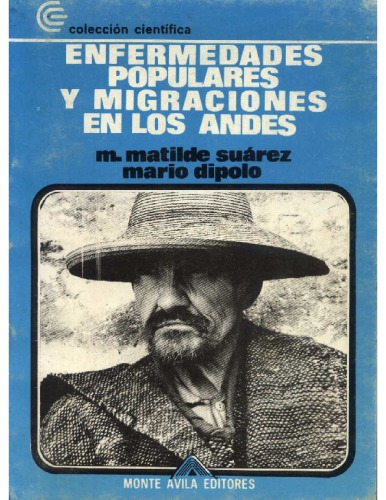 colección científica
ENFERMEDADES
POPULARES
Y MIGRACIONES
EN LOS ANDES
m. matilde suárez
mario dipolo
MONTE AVILA EDITORES